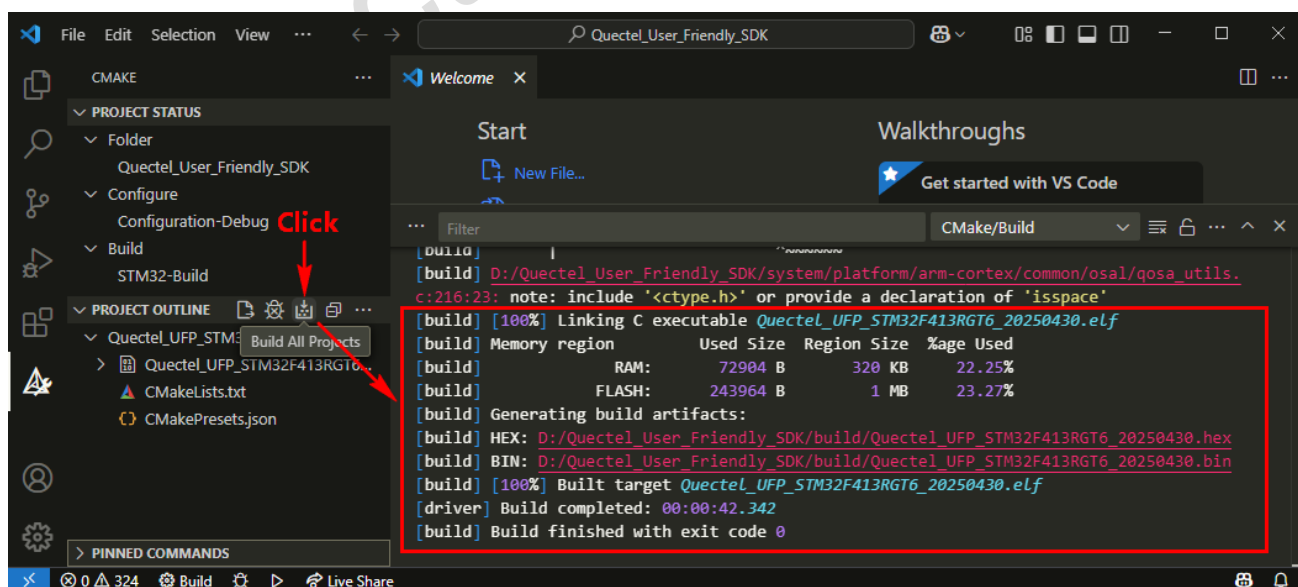 File Edit Selection View ··· Quectel_User_Friendly_SDK
CMAKE ···
Welcome
PROJECT STATUS
Folder
Quectel_User_Friendly_SDK
Configure
Configuration-Debug
Click
Build
STM32-Build
PROJECT OUTLINE
Build All Projects
Quectel_UFP_STM3
Quectel_UFP_STM32F413RGT6...
CMakeLists.txt
CMakePresets.json
PINNED COMMANDS
Start
New File...
Walkthroughs
Get started with VS Code
Filter CMake/Build
[build] |
[build] D:/Quectel_User_Friendly_SDK/system/platform/arm-cortex/common/osal/qosa_utils.
c:216:23: note: include '<ctype.h>' or provide a declaration of 'isspace'
[build] [100%] Linking C executable Quectel_UFP_STM32F413RGT6_20250430.elf
[build] Memory region Used Size Region Size %age Used
[build] RAM: 72904 B 320 KB 22.25%
[build] FLASH: 243964 B 1 MB 23.27%
[build] Generating build artifacts:
[build] HEX: D:/Quectel_User_Friendly_SDK/build/Quectel_UFP_STM32F413RGT6_20250430.hex
[build] BIN: D:/Quectel_User_Friendly_SDK/build/Quectel_UFP_STM32F413RGT6_20250430.bin
[build] [100%] Built target Quectel_UFP_STM32F413RGT6_20250430.elf
[driver] Build completed: 00:00:42.342
[build] Build finished with exit code 0
0 324 Build Live Share